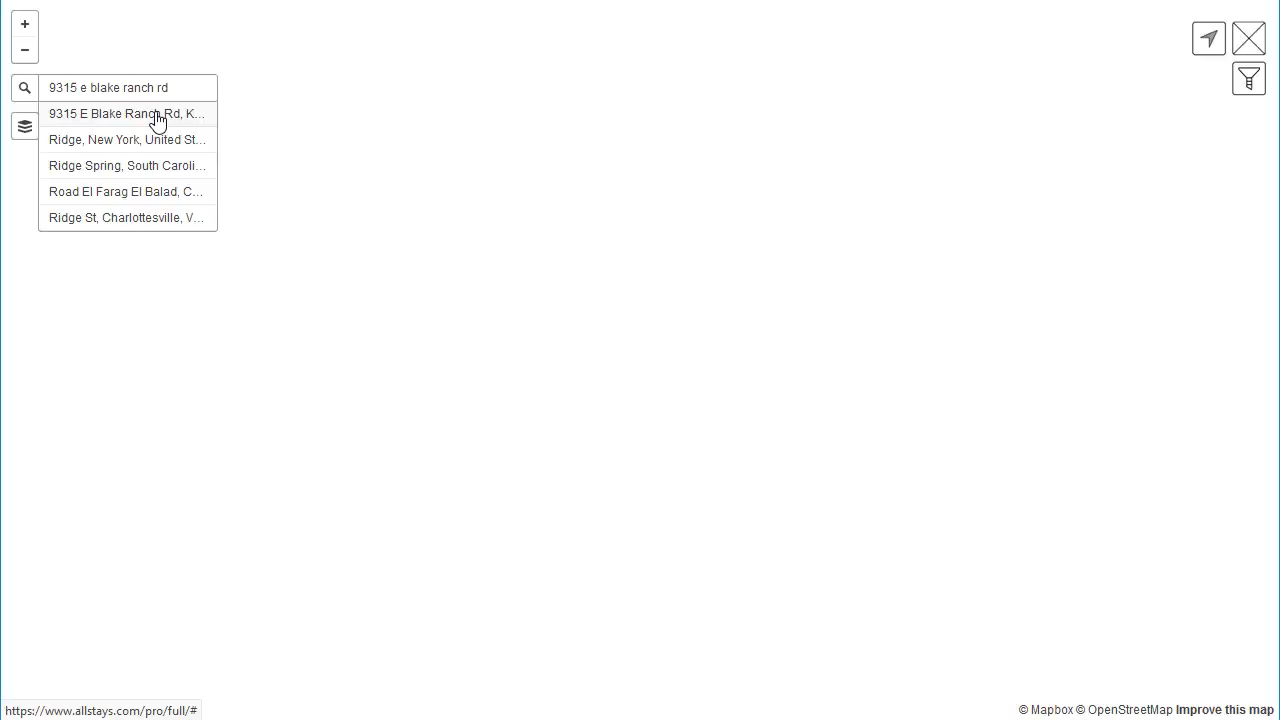 +
−
9315 e blake ranch rd
9315 E Blake Ranch Rd, K...
Ridge, New York, United St...
Ridge Spring, South Caroli...
Road El Farag El Balad, C...
Ridge St, Charlottesville, V...
https://www.allstays.com/pro/full/#
© Mapbox © OpenStreetMap Improve this map